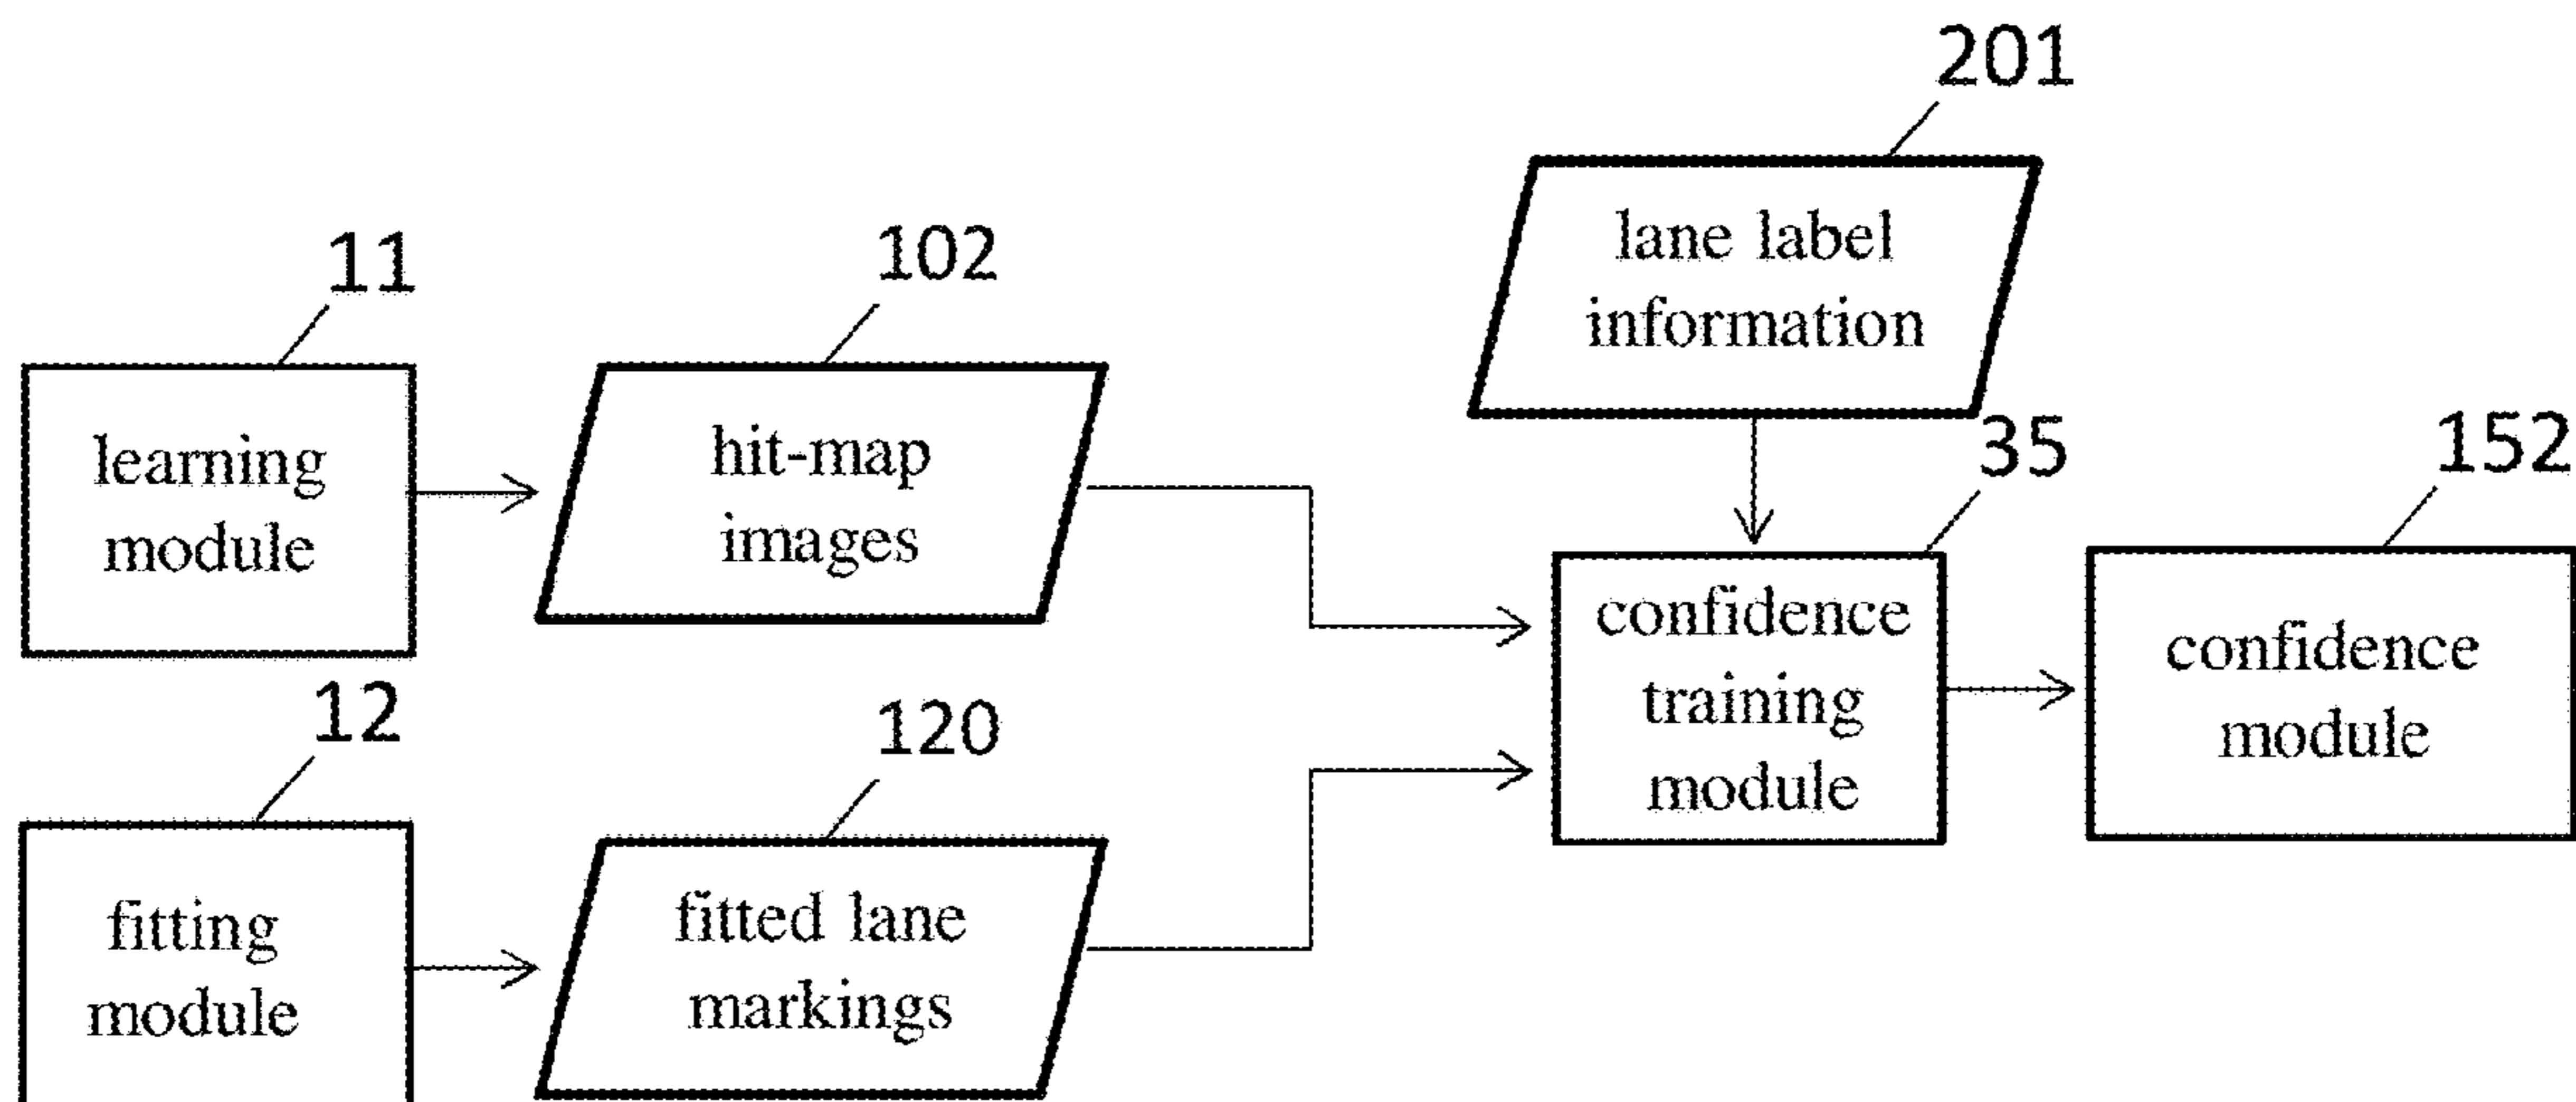 201
lane label
information
11
learning
module
102
hit-map
images
35
confidence
training
module
152
confidence
module
12
fitting
module
120
fitted lane
markings